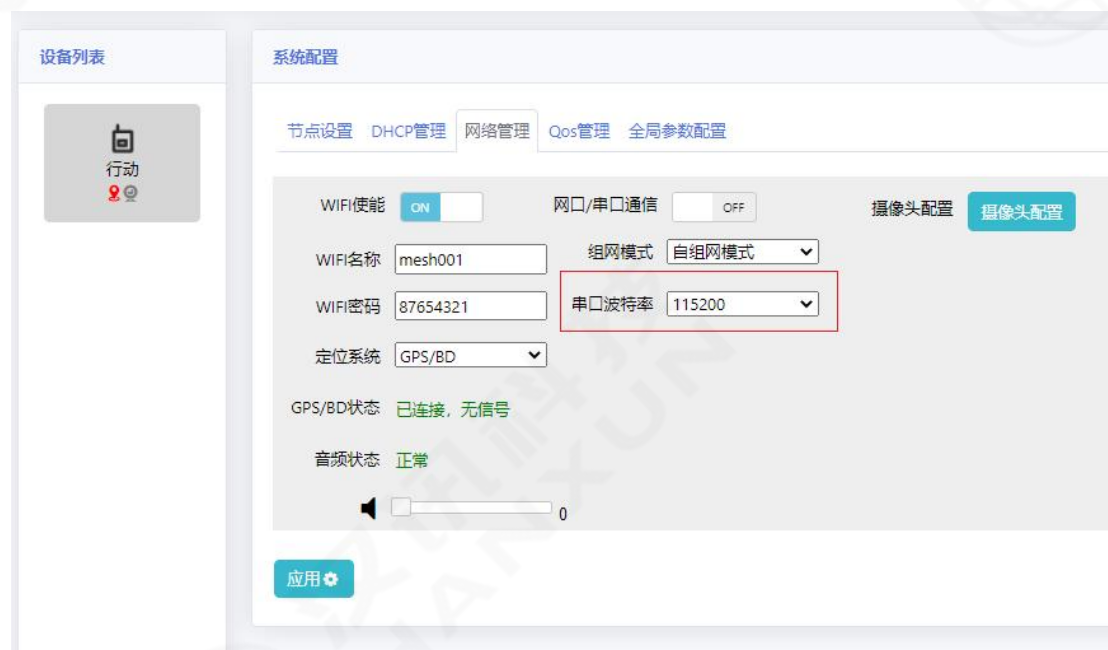 设备列表
行动
系统配置
节点设置 DHCP管理 网络管理 Qos管理 全局参数配置
WIFI使能 ON 网口/串口通信 OFF 摄像头配置 摄像头配置
WIFI名称 mesh001 组网模式 自组网模式
WIFI密码 87654321 串口波特率 115200
定位系统 GPS/BD
GPS/BD状态 已连接, 无信号
音频状态 正常
0
应用
汉讯科技
HANXUN